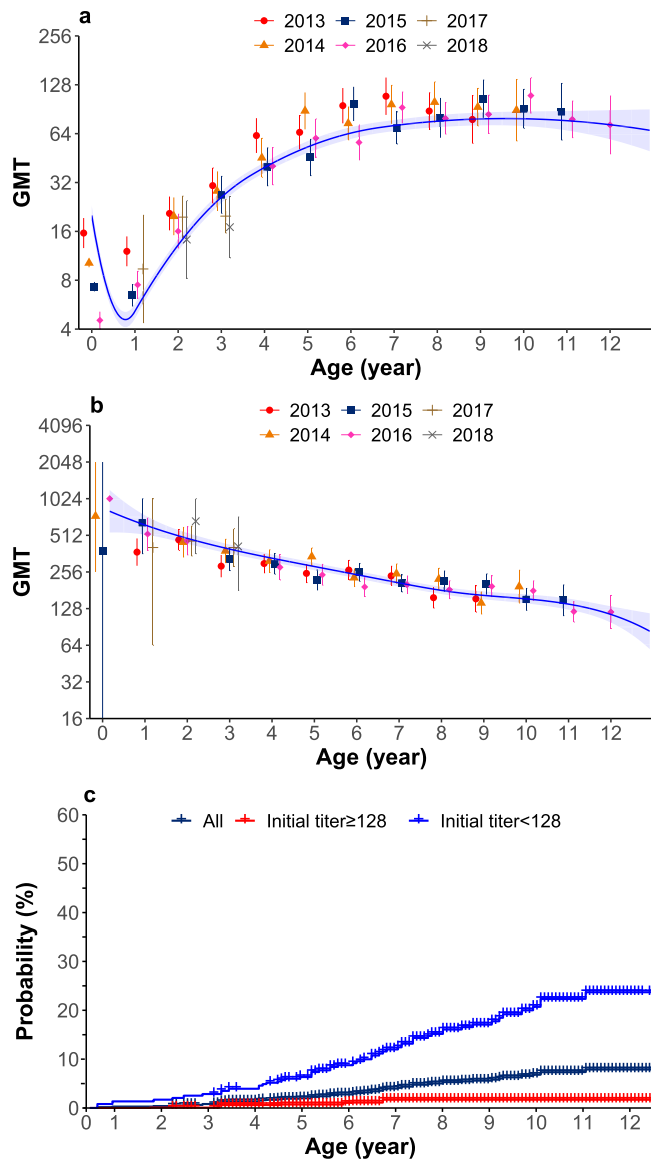 a
2013 2015 2017
2014 2016 2018
GMT
256
128
64
32
16
8
4
0 1 2 3 4 5 6 7 8 9 10 11 12
Age (year)
b
2013 2015 2017
2014 2016 2018
GMT
4096
2048
1024
512
256
128
64
32
16
0 1 2 3 4 5 6 7 8 9 10 11 12
Age (year)
c
All Initial titer≥128 Initial titer<128
Probability (%)
60
50
40
30
20
10
0
0 1 2 3 4 5 6 7 8 9 10 11 12
Age (year)